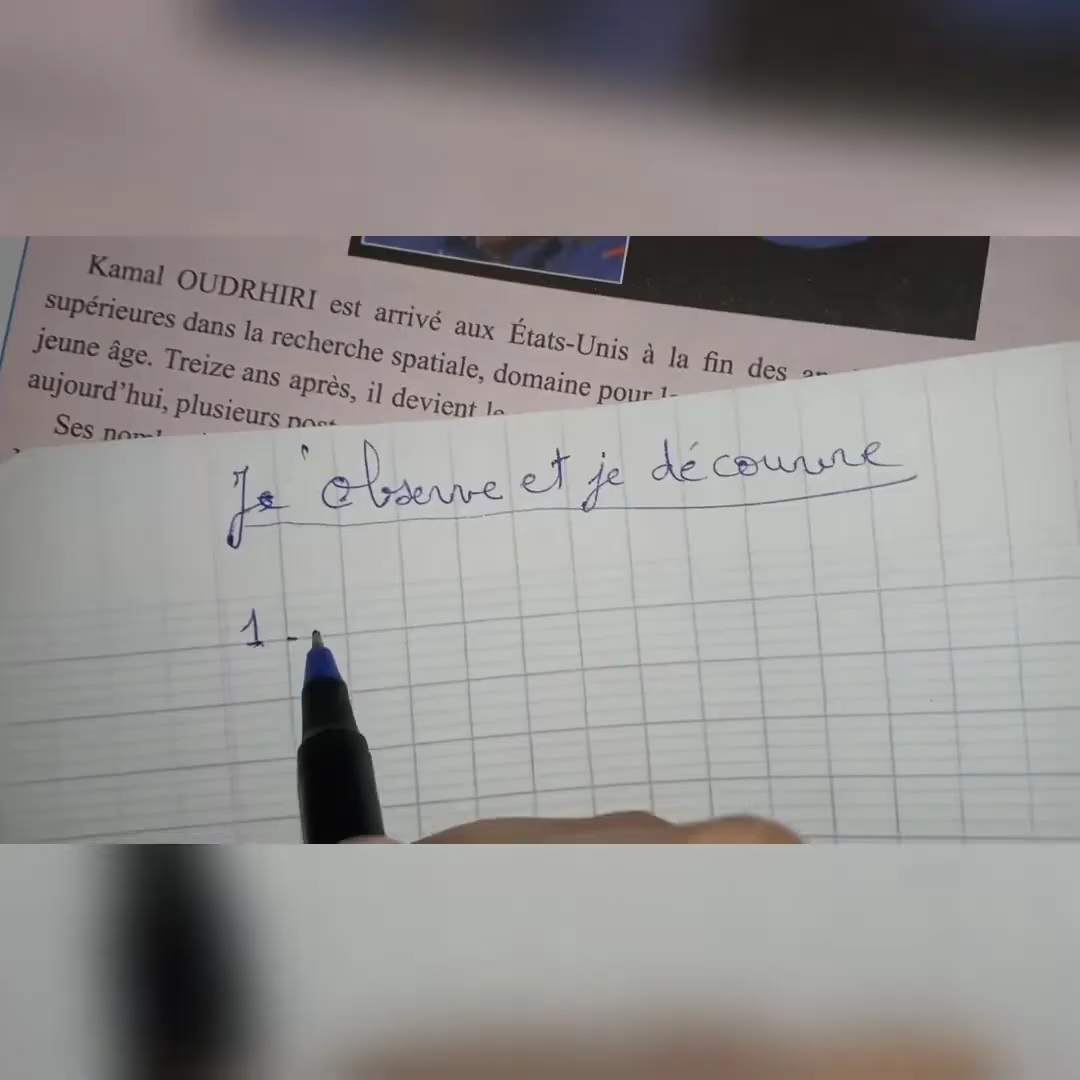 Kamal OUDRHIRI est arrivé aux États-Unis à la fin des
supérieures dans la recherche spatiale, domaine pour
jeune âge. Treize ans après, il devient
aujourd'hui, plusieurs
Ses
Je observe et je découvre
1 -